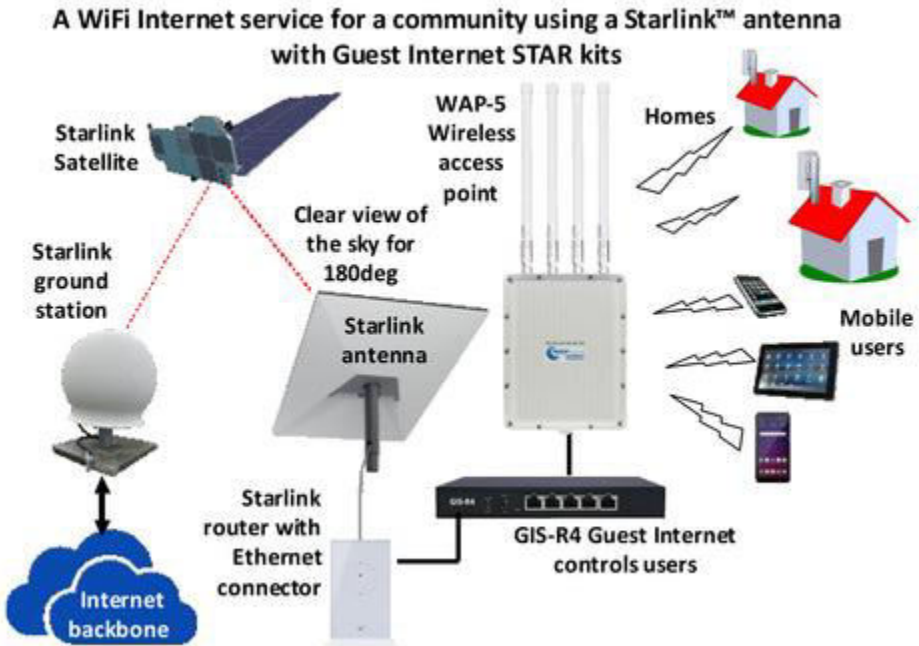 A WiFi Internet service for a community using a Starlink™ antenna
with Guest Internet STAR kits
Starlink
Satellite
WAP-5
Wireless
access
point
Homes
Clear view of
the sky for
180deg
Starlink
ground
station
Starlink
antenna
Mobile
users
Starlink
router with
Ethernet
connector
GIS-R4
GIS-R4 Guest Internet
controls users
Internet
backbone